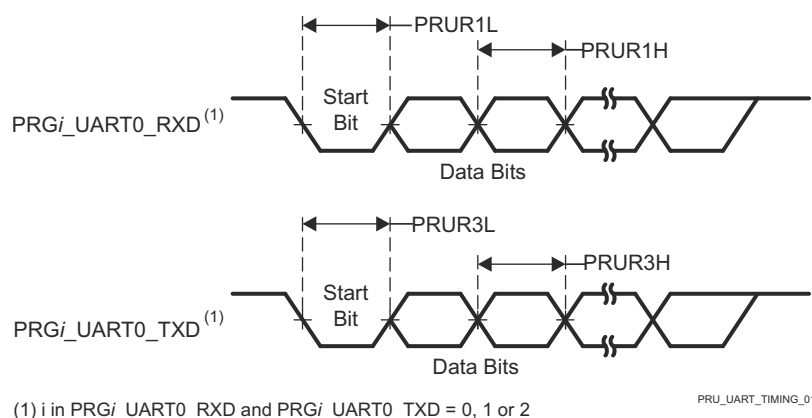 PRUR1L
PRUR1H
Start
Bit
PRGi_UART0_RXD (1)
Data Bits
PRUR3L
PRUR3H
Start
Bit
PRGi_UART0_TXD (1)
Data Bits
(1) i in PRGi_UART0_RXD and PRGi_UART0_TXD = 0, 1 or 2